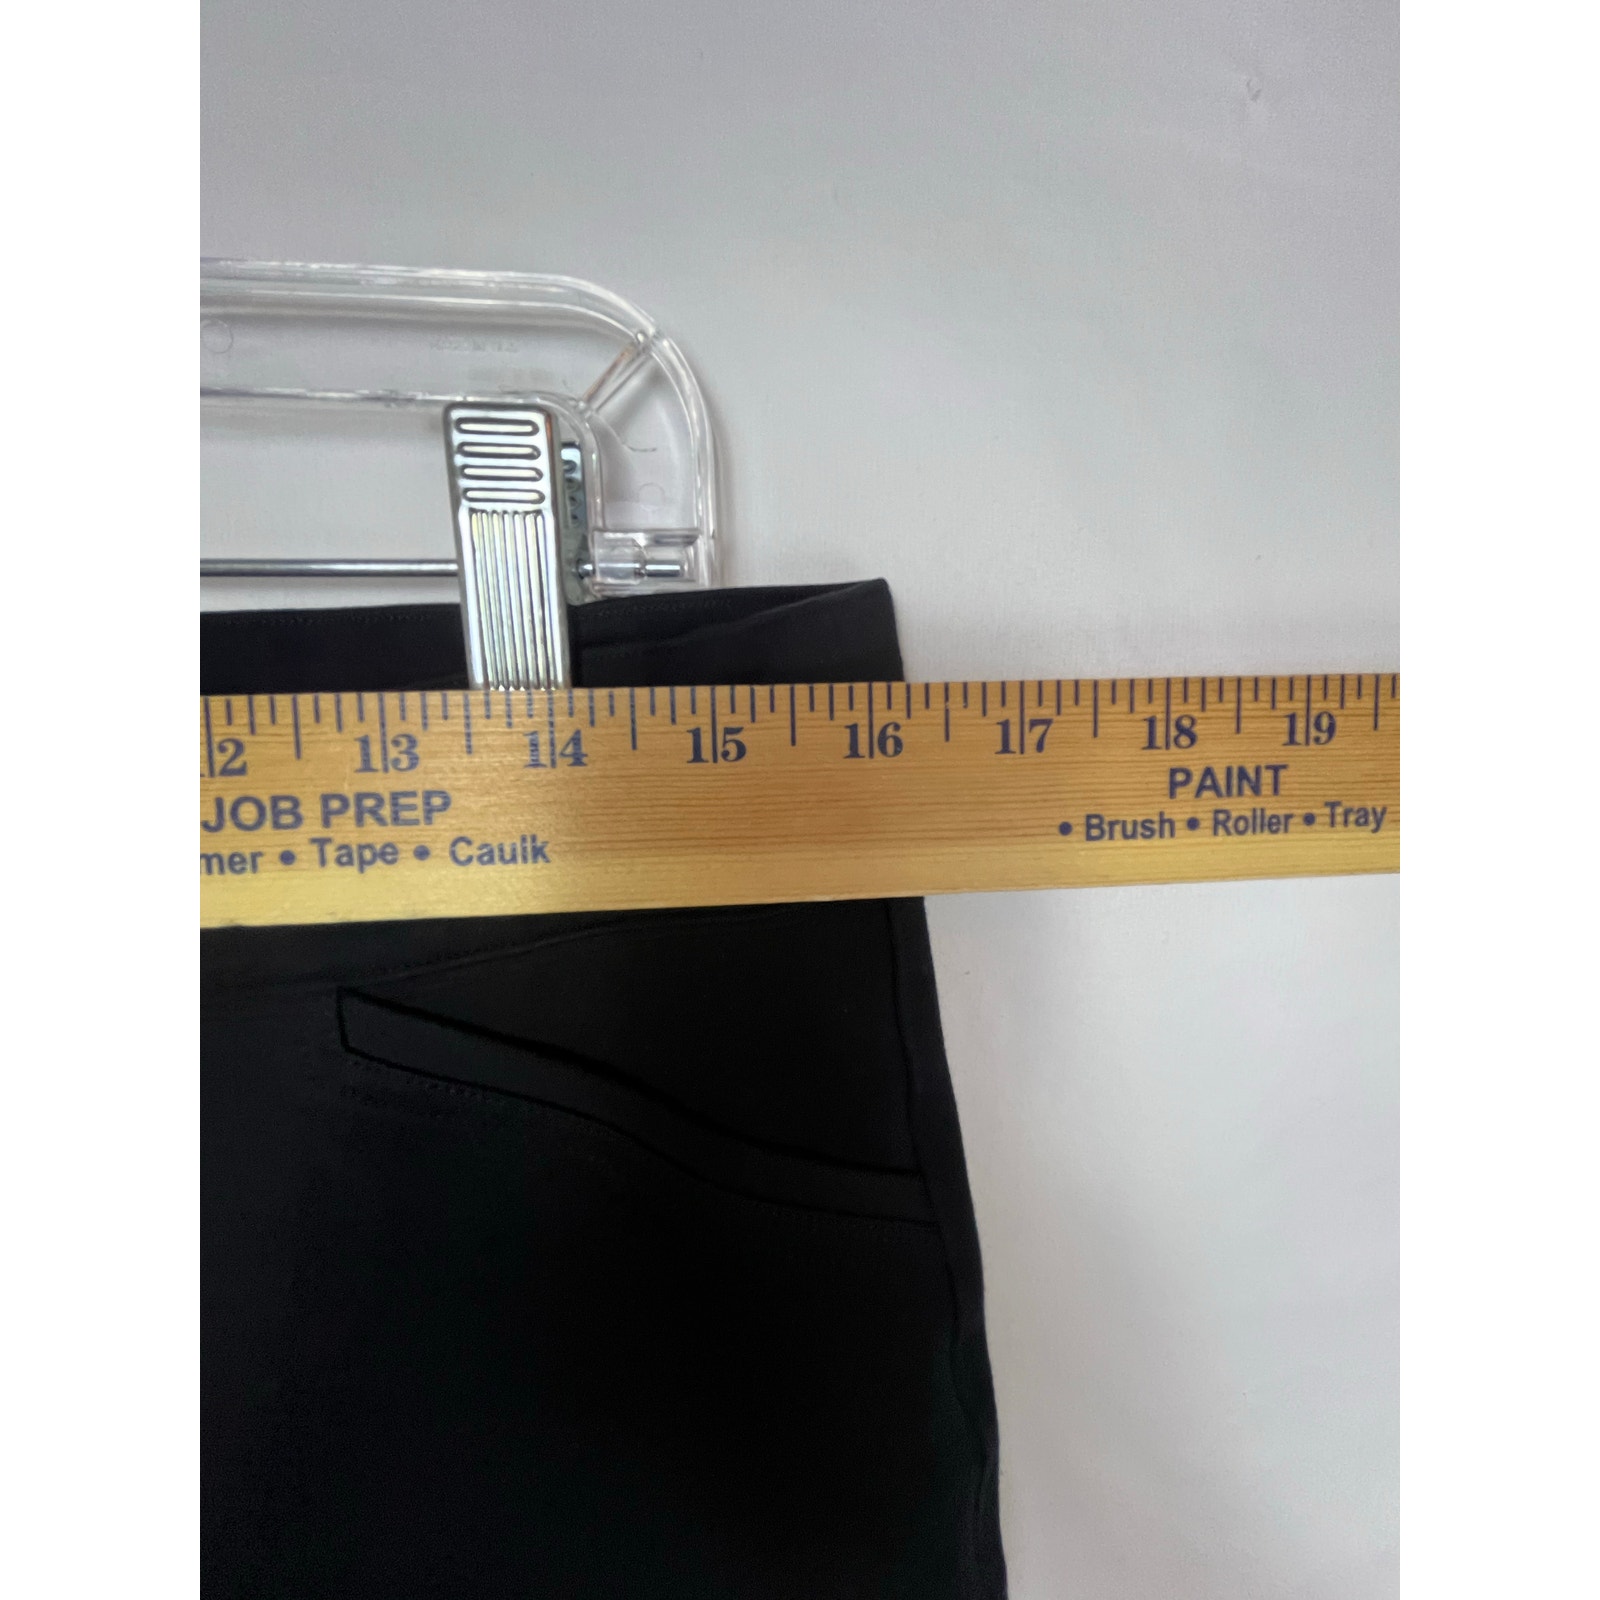 12 13 14 15 16 17 18 19
JOB PREP
mer • Tape • Caulk
PAINT
• Brush • Roller • Tray